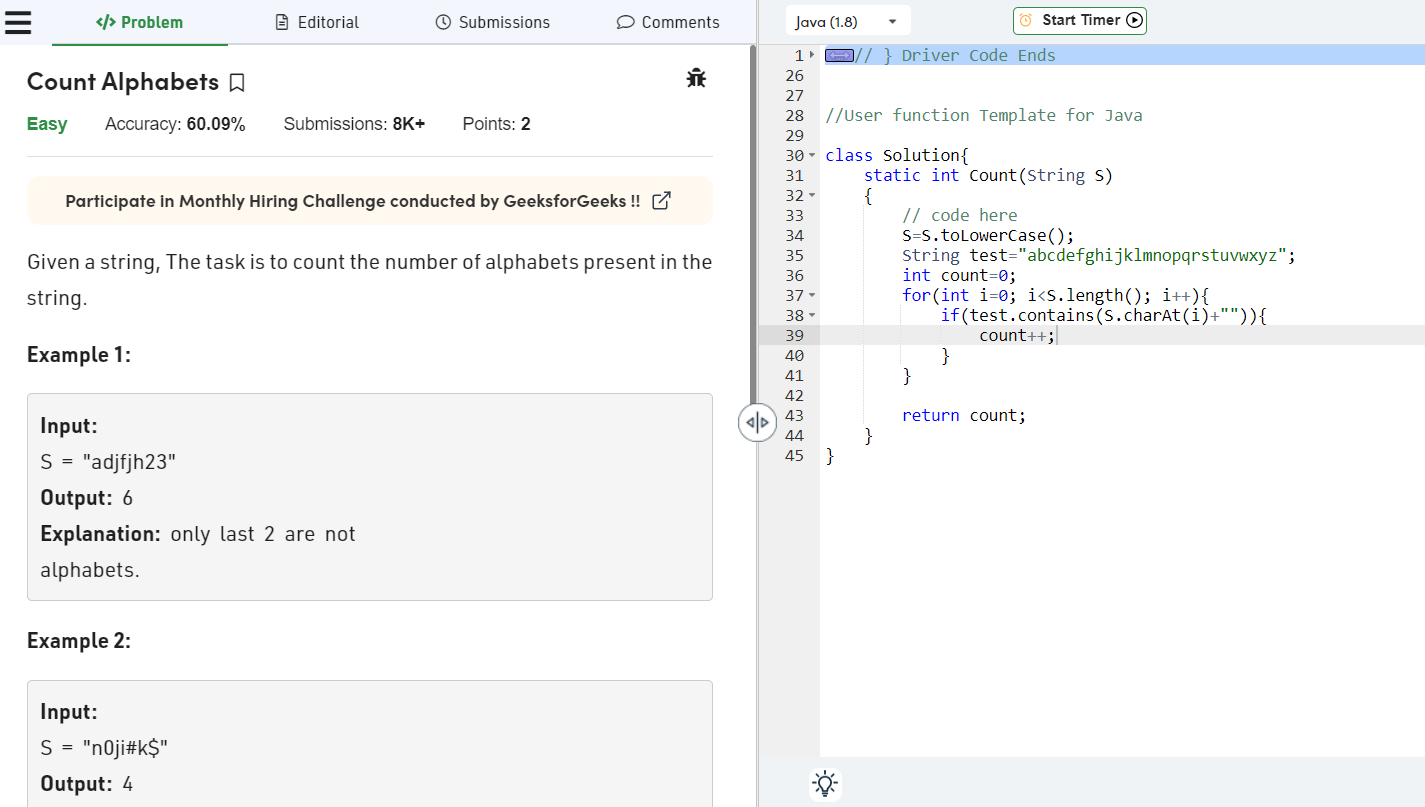 </> Problem
Editorial
Submissions
Comments
Count Alphabets
Easy Accuracy: 60.09% Submissions: 8K+ Points: 2
Participate in Monthly Hiring Challenge conducted by GeeksforGeeks !!
Given a string, The task is to count the number of alphabets present in the
string.
Example 1:
Input:
S = "adjfjh23"
Output: 6
Explanation: only last 2 are not
alphabets.
Example 2:
Input:
S = "n0ji#k$"
Output: 4
Java (1.8)
Start Timer
1 // } Driver Code Ends
26
27
28 //User function Template for Java
29
30 class Solution{
31 static int Count(String S)
32 {
33 // code here
34 S=S.toLowerCase();
35 String test="abcdefghijklmnopqrstuvwxyz";
36 int count=0;
37 for(int i=0; i<S.length(); i++){
38 if(test.contains(S.charAt(i)+"")){
39 count++;
40 }
41 }
42
43 return count;
44 }
45 }